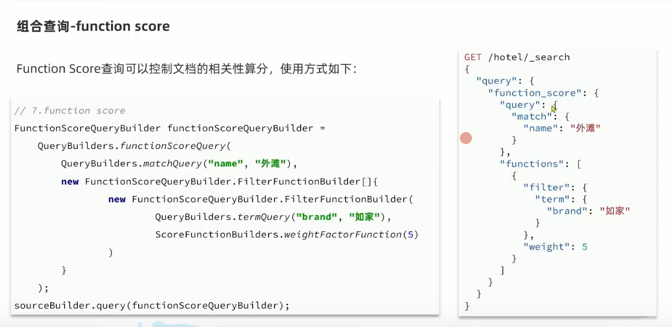 组合查询-function score
Function Score查询可以控制文档的相关性算分，使用方式如下：
// 7.function score
FunctionScoreQueryBuilder functionScoreQueryBuilder =
    QueryBuilders.functionScoreQuery(
        QueryBuilders.matchQuery("name", "外滩"),
        new FunctionScoreQueryBuilder.FilterFunctionBuilder[]{
                new FunctionScoreQueryBuilder.FilterFunctionBuilder(
                        QueryBuilders.termQuery("brand", "如家"),
                        ScoreFunctionBuilders.weightFactorFunction(5)
                )
        }
    );
sourceBuilder.query(functionScoreQueryBuilder);
GET /hotel/_search
{
  "query": {
    "function_score": {
      "query": {
        "match": {
          "name": "外滩"
        }
      },
      "functions": [
        {
          "filter": {
            "term": {
              "brand": "如家"
            }
          },
          "weight": 5
        }
      ]
    }
  }
}